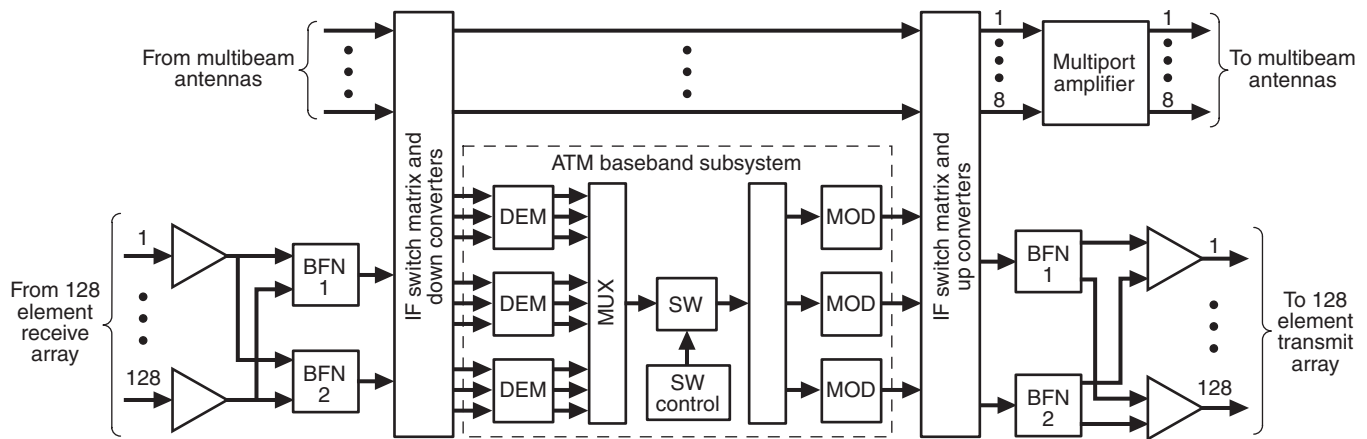 From multibeam
antennas
IF switch matrix and
down converters
IF switch matrix and
up converters
1
8
Multiport
amplifier
1
8
To multibeam
antennas
ATM baseband subsystem
DEM
DEM
DEM
MUX
SW
SW
control
MOD
MOD
MOD
From 128
element
receive
array
1
128
BFN
1
BFN
2
BFN
1
BFN
2
1
128
To 128
element
transmit
array